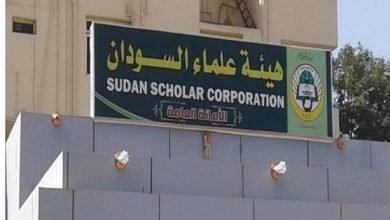 هيئة علماء السودان
SUDAN SCHOLAR CORPORATION
الأمانة العامة